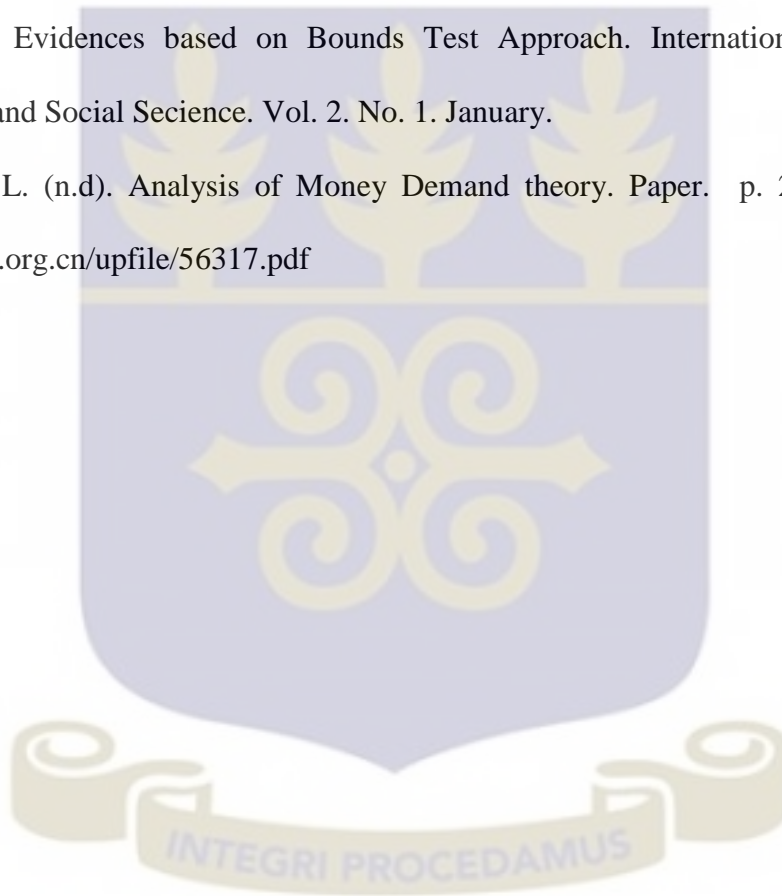 Evidences based on Bounds Test Approach. Internation
and Social Secience. Vol. 2. No. 1. January.
L. (n.d). Analysis of Money Demand theory. Paper. p. 2
.org.cn/upfile/56317.pdf
INTEGRI PROCEDAMUS